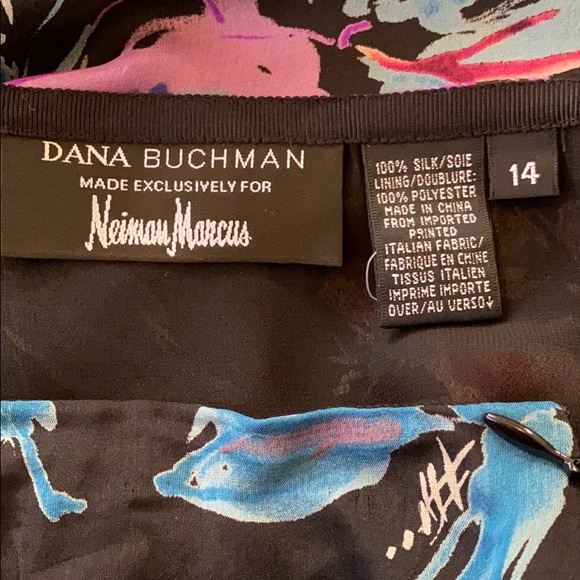 DANA BUCHMAN
MADE EXCLUSIVELY FOR
Neiman Marcus
100% SILK/SOIE
LINING/DOUBLURE:
100% POLYESTER
MADE IN CHINA
FROM IMPORTED
PRINTED
ITALIAN FABRIC/
FABRIQUE EN CHINE
TISSUS ITALIEN
IMPRIME IMPORTE
OVER/AU VERSO↓
14